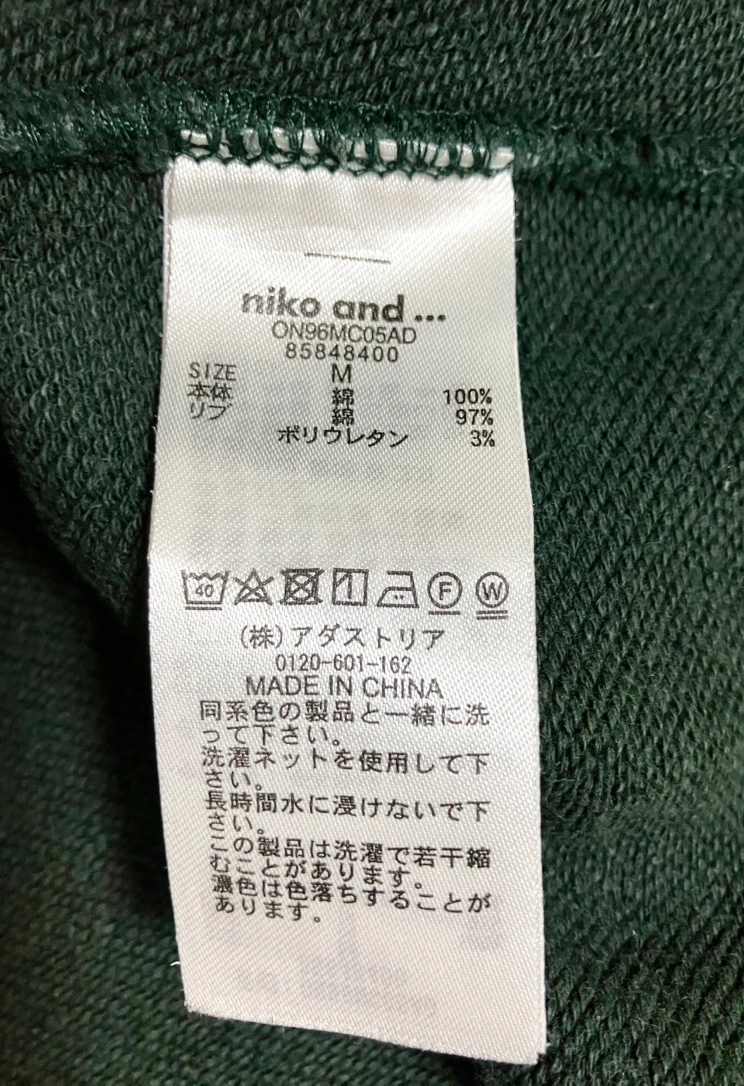 niko and ...
ON96MC05AD
85848400
SIZE M
本体 綿 100%
リブ 綿 97%
ポリウレタン 3%
40 F W
(株)アダストリア
0120-601-162
MADE IN CHINA
同系色の製品と一緒に洗
って下さい。
洗濯ネットを使用して下
さい。
長時間水に浸けないで下
さい。
この製品は洗濯で若干縮
むことがあります。
濃色は色落ちすることが
あります。